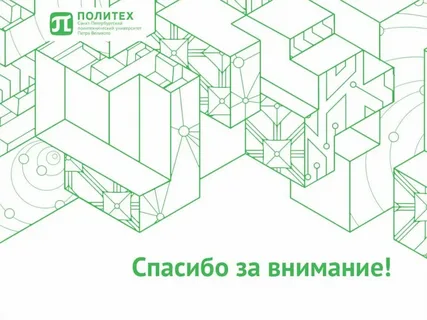 ПОЛИТЕХ
Санкт-Петербургский
политехнический университет
Петра Великого
Спасибо за внимание!